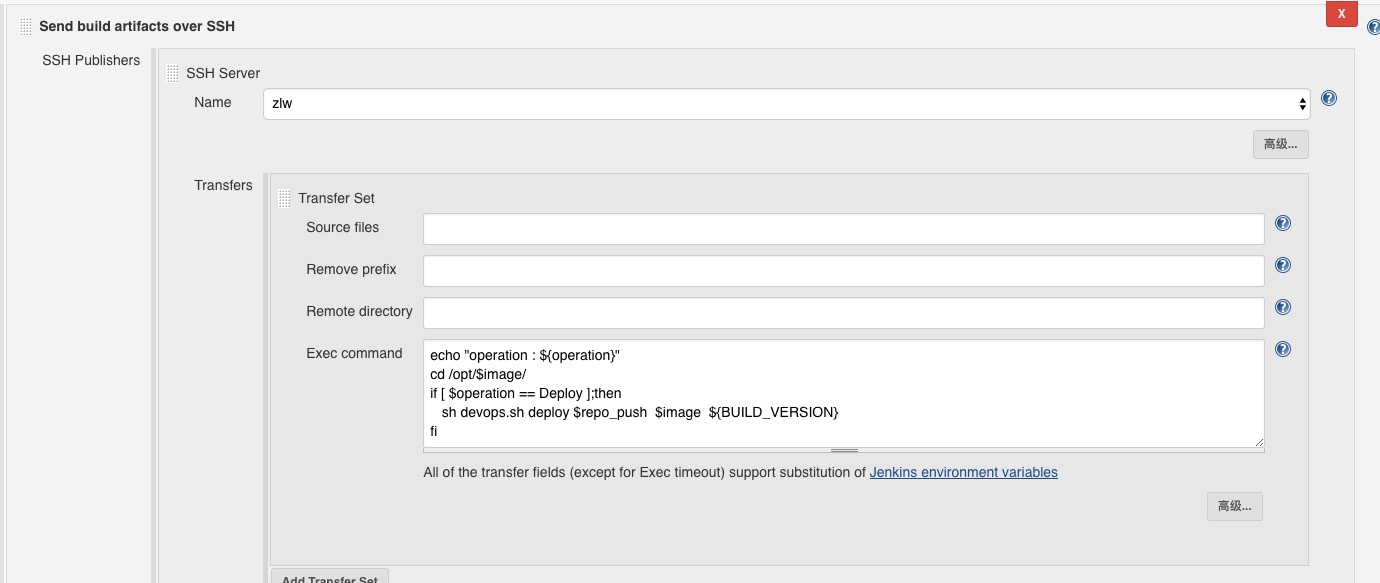 Send build artifacts over SSH
X
SSH Publishers
SSH Server
Name
zlw
高级...
Transfers
Transfer Set
Source files
Remove prefix
Remote directory
Exec command
echo "operation : ${operation}"
cd /opt/$image/
if [ $operation == Deploy ];then
sh devops.sh deploy $repo_push $image ${BUILD_VERSION}
fi
All of the transfer fields (except for Exec timeout) support substitution of Jenkins environment variables
高级...
Add Transfer Set